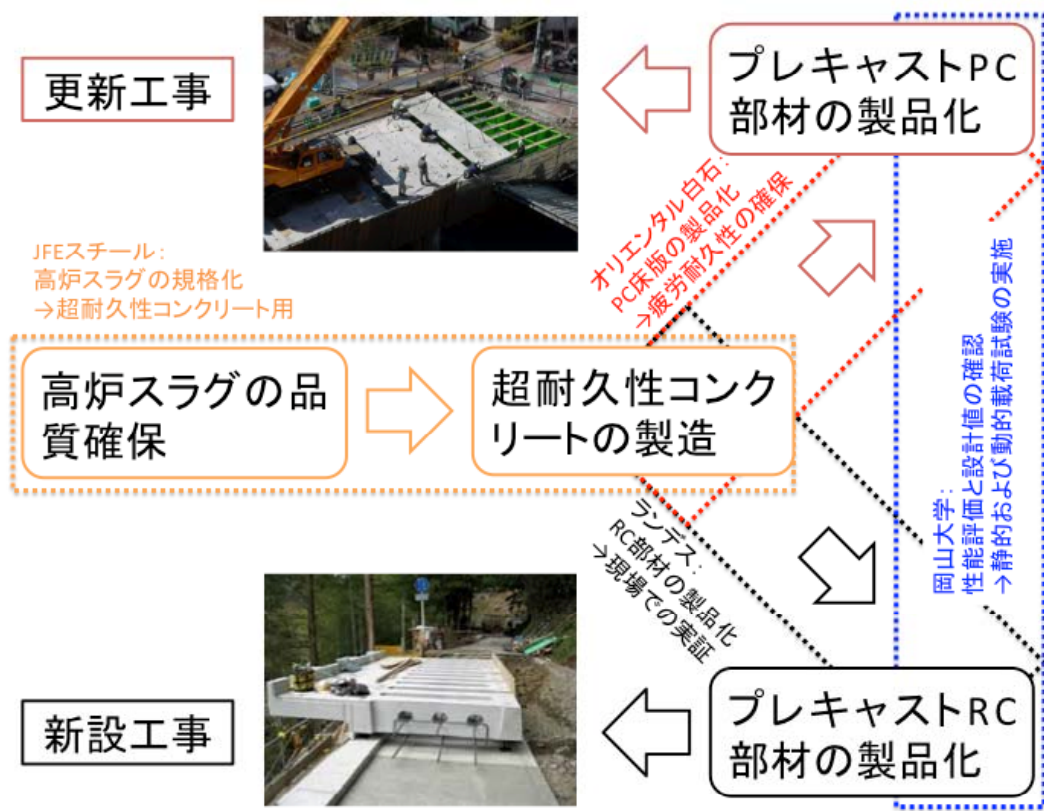 更新工事
プレキャストPC
部材の製品化
JFEスチール：
高炉スラグの規格化
→超耐久性コンクリート用
オリエンタル白石：
PC床版の製品化
→疲労耐久性の確保
高炉スラグの品
質確保
超耐久性コンク
リートの製造
岡山大学：
性能評価と設計値の確認
→静的および動的載荷試験の実施
ランデス：
RC部材の製品化
→現場での実証
新設工事
プレキャストRC
部材の製品化